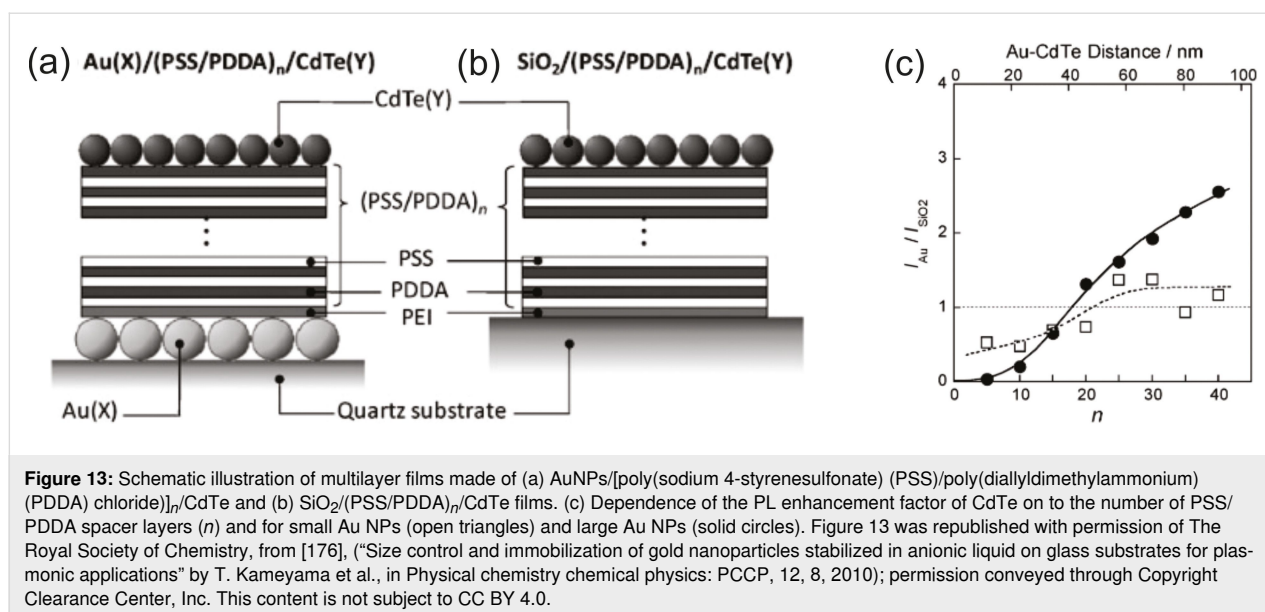 (a) Au(X)/(PSS/PDDA)n/CdTe(Y)
(b) SiO2/(PSS/PDDA)n/CdTe(Y)
CdTe(Y)
(PSS/PDDA)n
PSS
PDDA
PEI
Au(X)
Quartz substrate
(c)
Au-CdTe Distance / nm
0 20 40 60 80 100
IAu / ISiO2
4
3
2
1
0
0 10 20 30 40
n
Figure 13: Schematic illustration of multilayer films made of (a) AuNPs/[poly(sodium 4-styrenesulfonate) (PSS)/poly(diallyldimethylammonium)
(PDDA) chloride)]n/CdTe and (b) SiO2/(PSS/PDDA)n/CdTe films. (c) Dependence of the PL enhancement factor of CdTe on to the number of PSS/
PDDA spacer layers (n) and for small Au NPs (open triangles) and large Au NPs (solid circles). Figure 13 was republished with permission of The
Royal Society of Chemistry, from [176], (“Size control and immobilization of gold nanoparticles stabilized in anionic liquid on glass substrates for plas-
monic applications” by T. Kameyama et al., in Physical chemistry chemical physics: PCCP, 12, 8, 2010); permission conveyed through Copyright
Clearance Center, Inc. This content is not subject to CC BY 4.0.